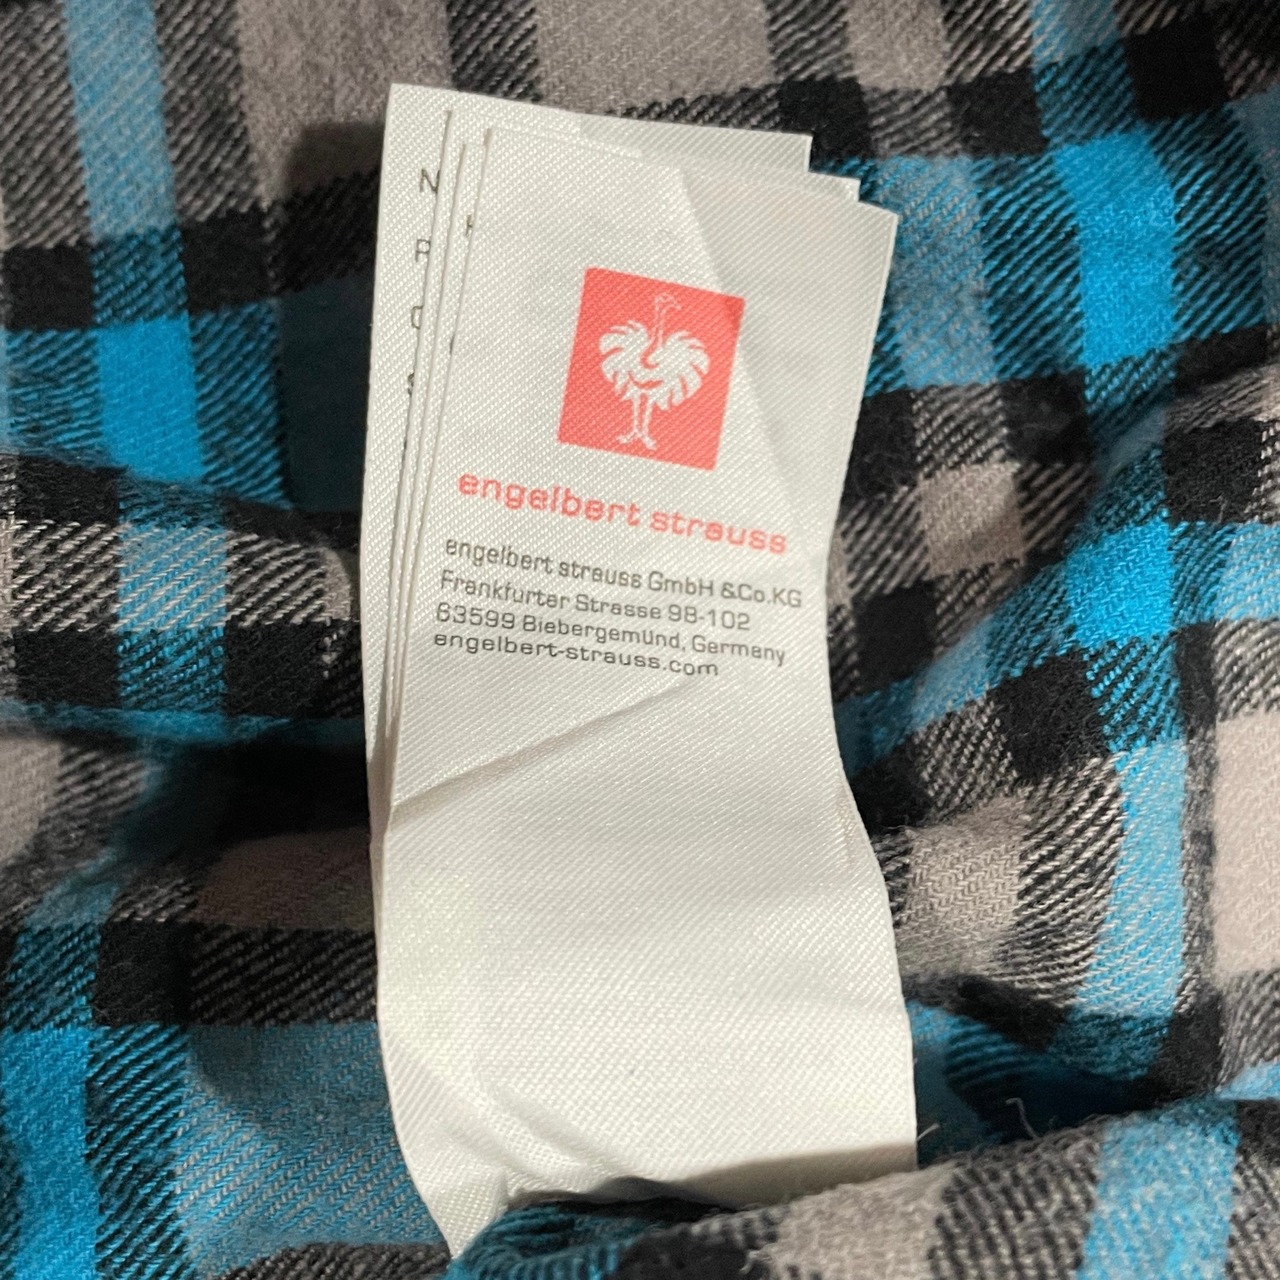 engelbert strauss
engelbert strauss GmbH &Co.KG
Frankfurter Strasse 98-102
63599 Biebergemünd, Germany
engelbert-strauss.com
N
P